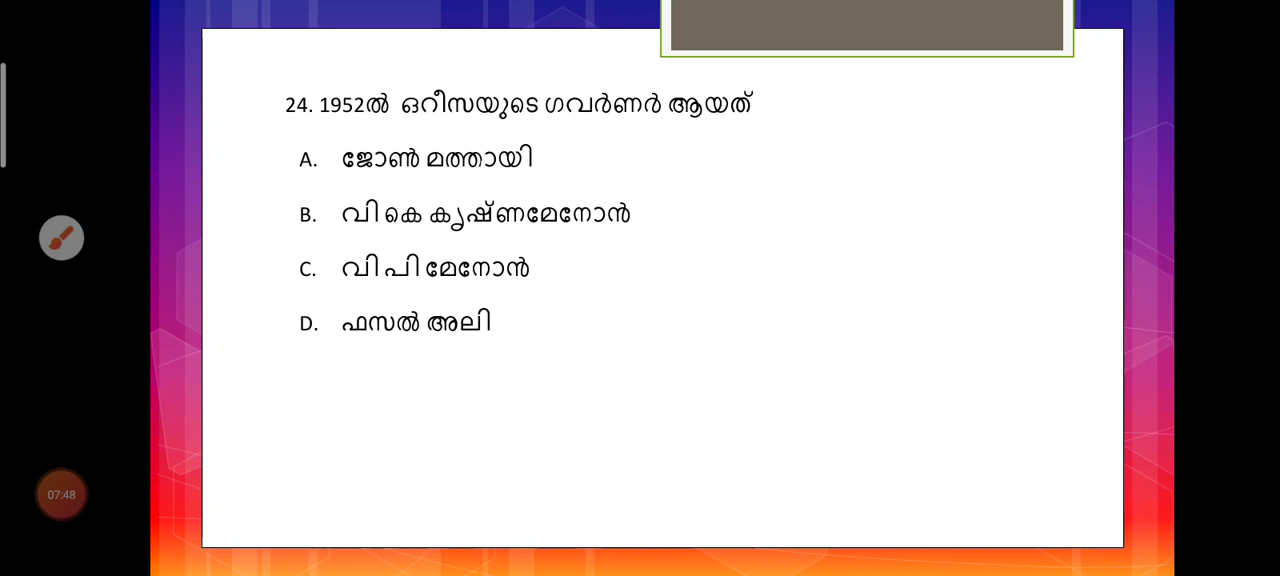 24. 1952ൽ ഒറീസയുടെ ഗവർണർ ആയത്
A. ജോൺ മത്തായി
B. വി കെ കൃഷ്ണമേനോൻ
C. വി പി മേനോൻ
D. ഫസൽ അലി
07:48